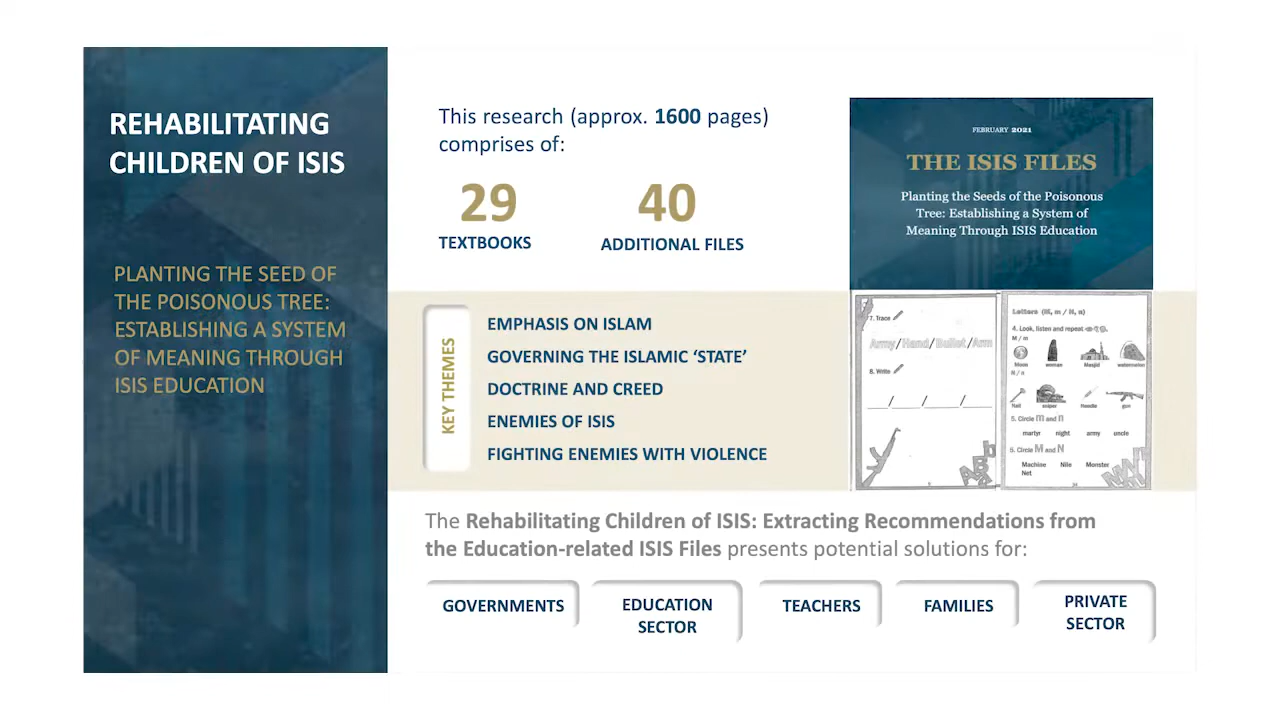 REHABILITATING
CHILDREN OF ISIS
PLANTING THE SEED OF
THE POISONOUS TREE:
ESTABLISHING A SYSTEM
OF MEANING THROUGH
ISIS EDUCATION
This research (approx. 1600 pages)
comprises of:
29
TEXTBOOKS
40
ADDITIONAL FILES
FEBRUARY 2021
THE ISIS FILES
Planting the Seeds of the Poisonous
Tree: Establishing a System of
Meaning Through ISIS Education
KEY THEMES
EMPHASIS ON ISLAM
GOVERNING THE ISLAMIC ‘STATE’
DOCTRINE AND CREED
ENEMIES OF ISIS
FIGHTING ENEMIES WITH VIOLENCE
7. Trace
Army/Hand/Bullet/Arm
8. Write
/ / /
Letters (M, m / N, n)
4. Look, listen and repeat
M / m
Moon woman Masjid watermelon
N / n
Nail sniper Needle gun
5. Circle m and n
martyr night army uncle
5. Circle M and N
Machine Nile Monster
Net
The Rehabilitating Children of ISIS: Extracting Recommendations from
the Education-related ISIS Files presents potential solutions for:
GOVERNMENTS
EDUCATION
SECTOR
TEACHERS
FAMILIES
PRIVATE
SECTOR